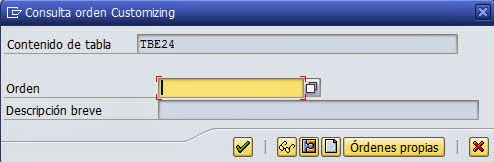 Consulta orden Customizing
Contenido de tabla TBE24
Orden
Descripción breve
Órdenes propias